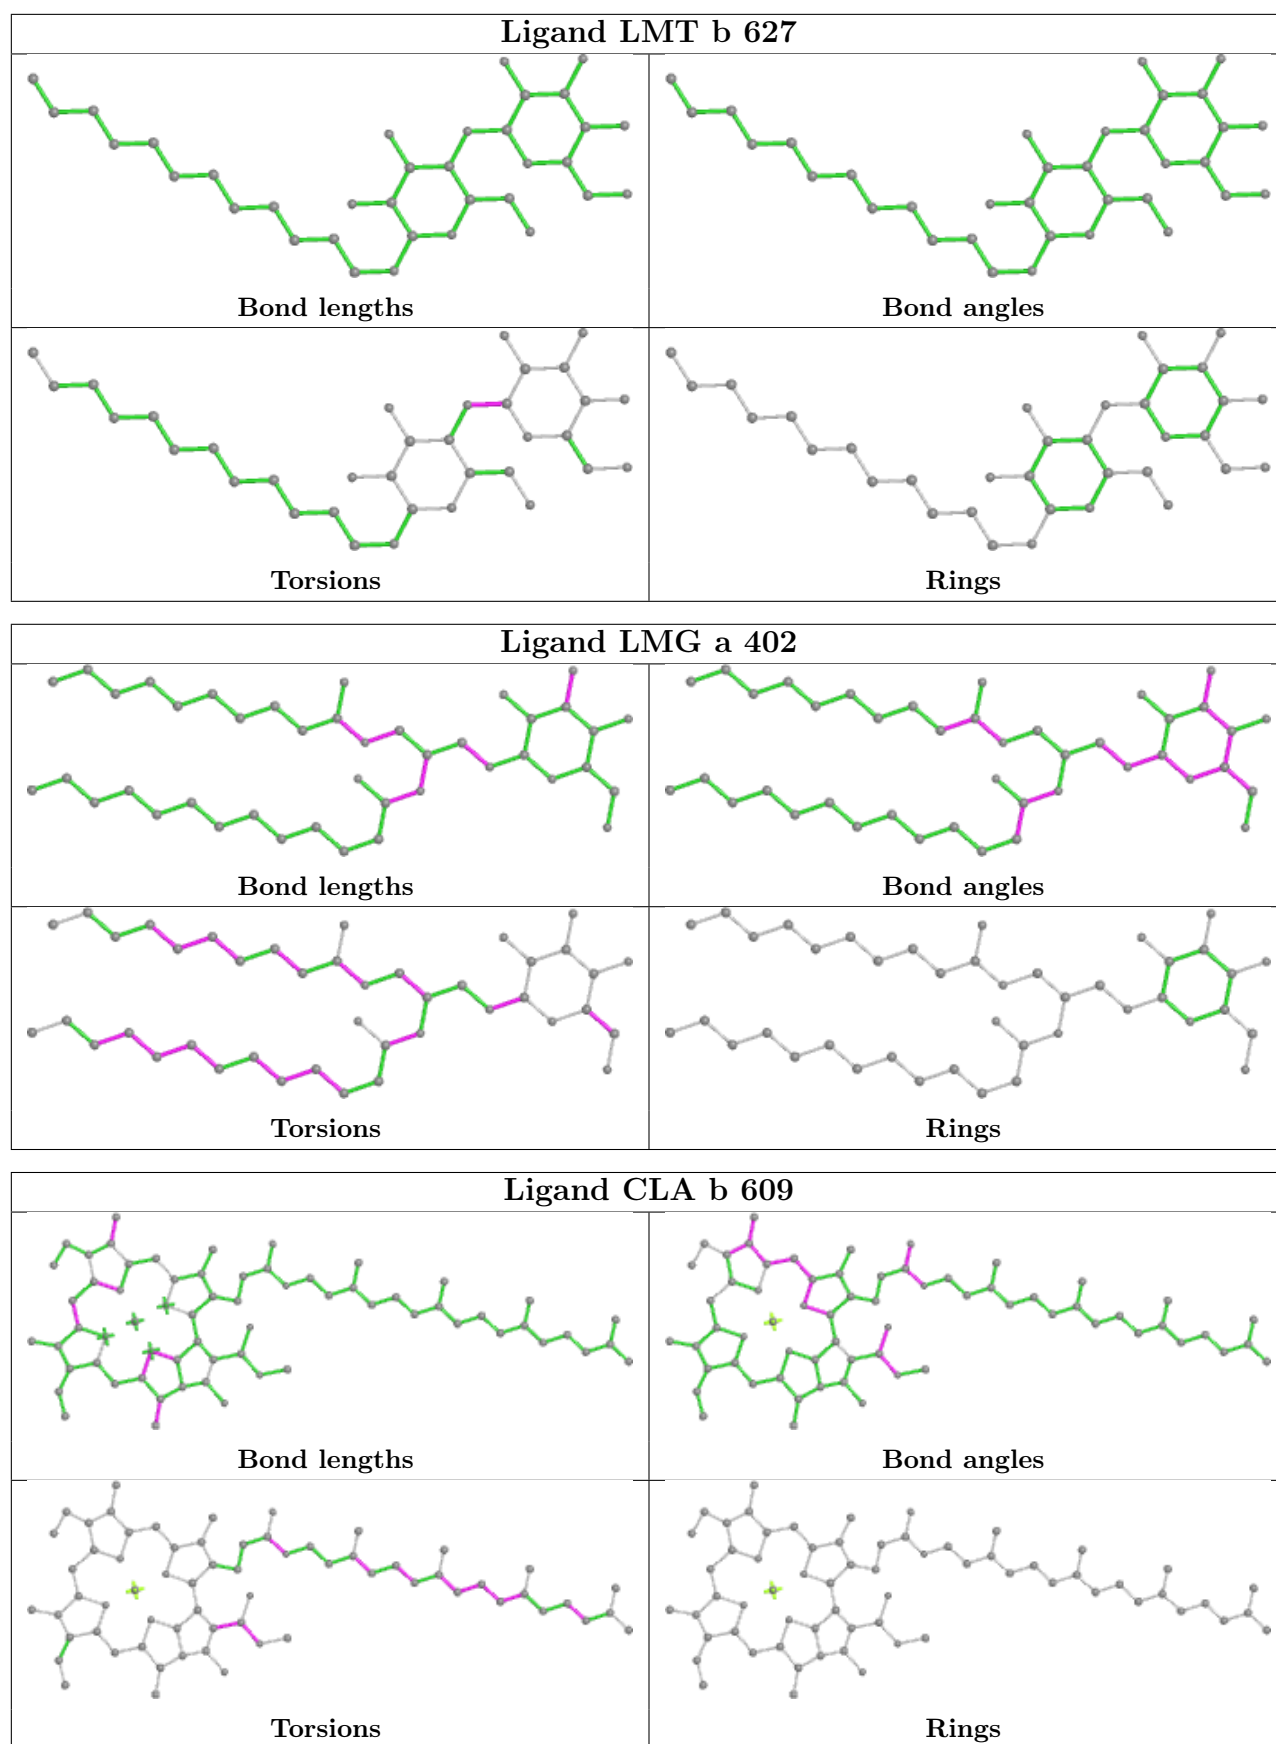 Ligand LMT b 627
Bond lengths
Bond angles
Torsions
Rings
Ligand LMG a 402
Bond lengths
Bond angles
Torsions
Rings
Ligand CLA b 609
Bond lengths
Bond angles
Torsions
Rings